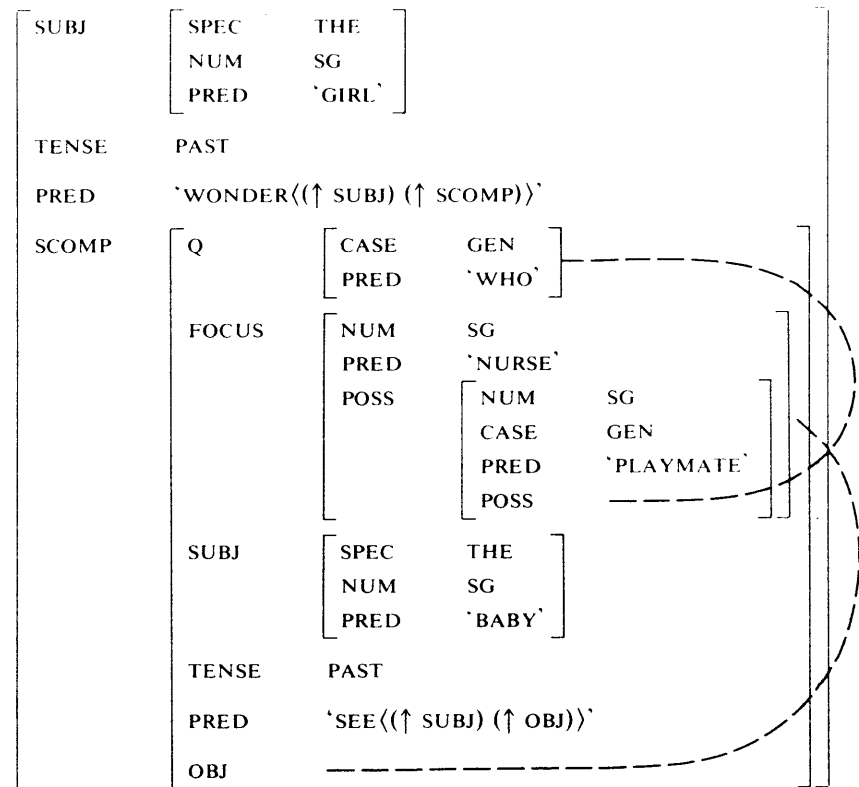 SUBJ SPEC THE
NUM SG
PRED ‵GIRL‵
TENSE PAST
PRED ‵WONDER⟨(↑ SUBJ) (↑ SCOMP)⟩‵
SCOMP Q CASE GEN
PRED ‵WHO‵
FOCUS NUM SG
PRED ‵NURSE‵
POSS NUM SG
CASE GEN
PRED ‵PLAYMATE‵
POSS
SUBJ SPEC THE
NUM SG
PRED ‵BABY‵
TENSE PAST
PRED ‵SEE⟨(↑ SUBJ) (↑ OBJ)⟩‵
OBJ